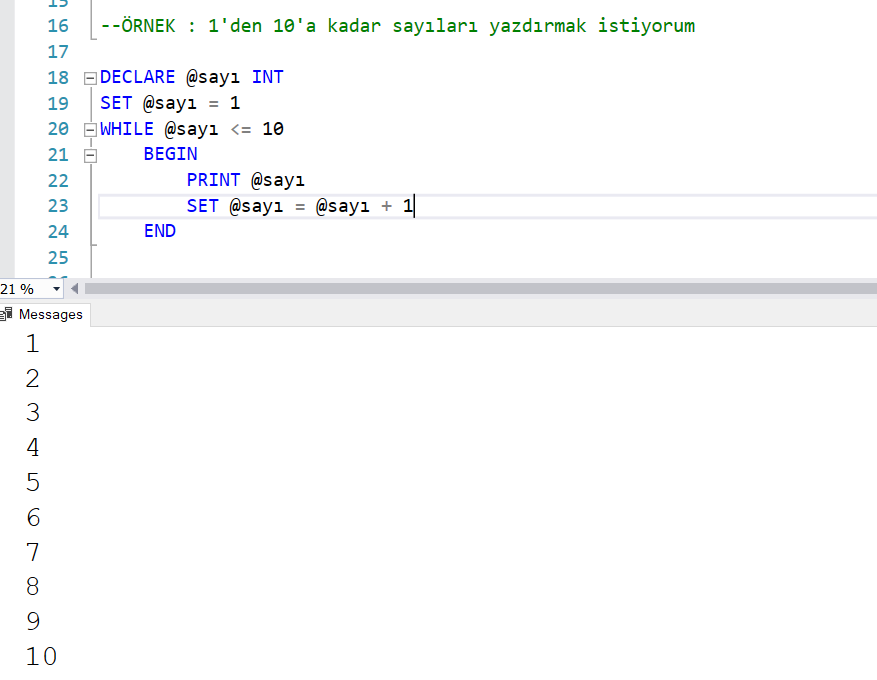 15
16 --ÖRNEK : 1'den 10'a kadar sayıları yazdırmak istiyorum
17
18 DECLARE @sayı INT
19 SET @sayı = 1
20 WHILE @sayı <= 10
21 BEGIN
22 PRINT @sayı
23 SET @sayı = @sayı + 1
24 END
25
21 %
Messages
1
2
3
4
5
6
7
8
9
10